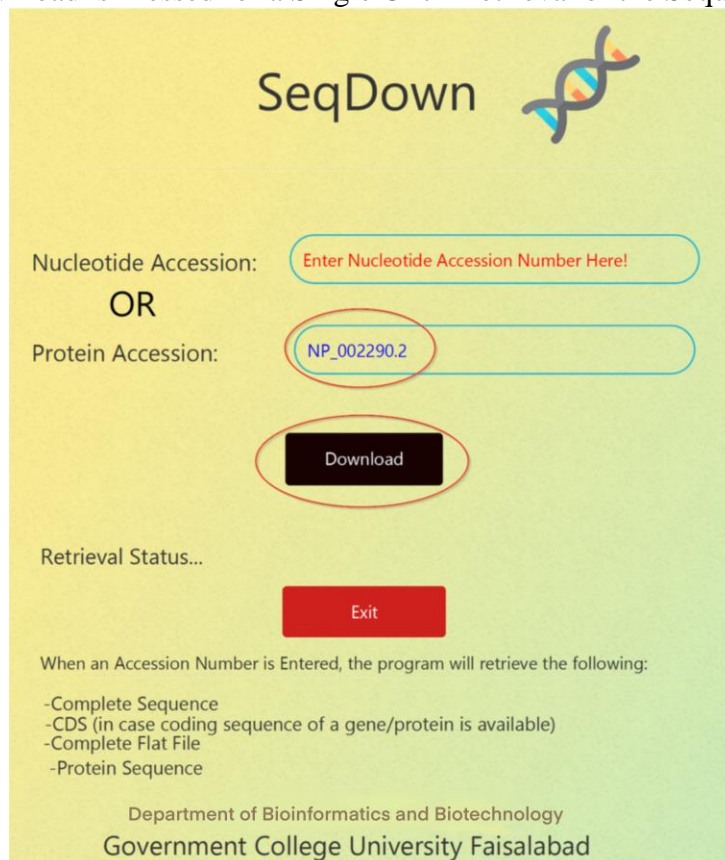 SeqDown
Nucleotide Accession:
Enter Nucleotide Accession Number Here!
OR
Protein Accession:
NP_002290.2
Download
Retrieval Status...
Exit
When an Accession Number is Entered, the program will retrieve the following:
-Complete Sequence
-CDS (in case coding sequence of a gene/protein is available)
-Complete Flat File
-Protein Sequence
Department of Bioinformatics and Biotechnology
Government College University Faisalabad